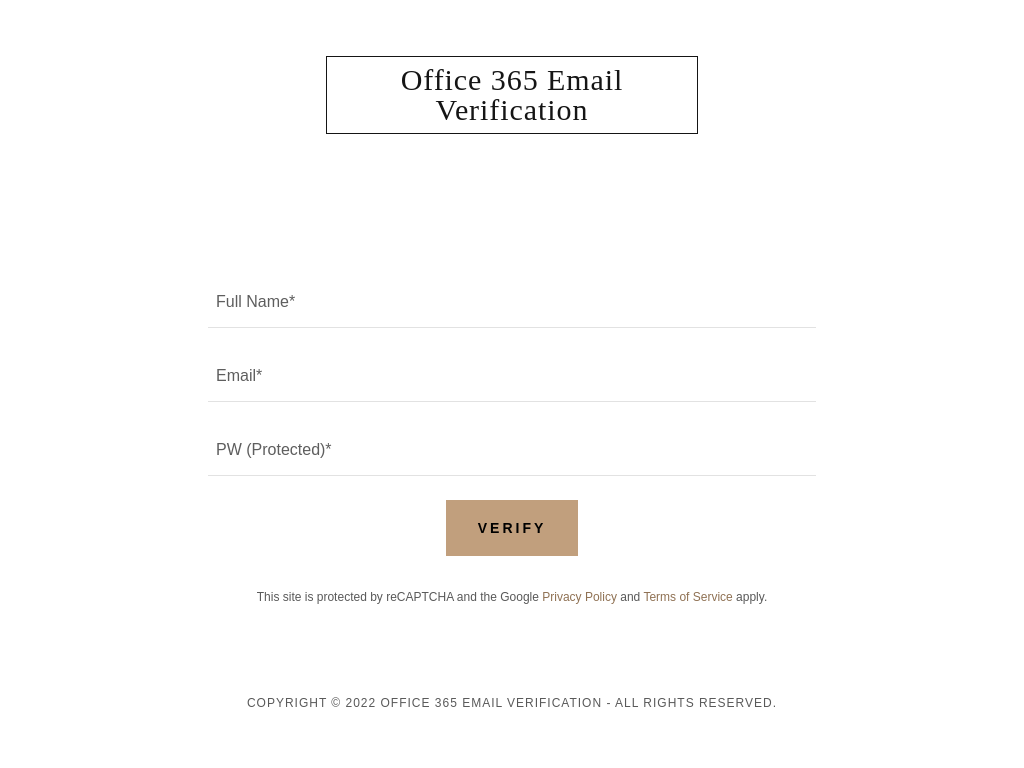 Office 365 Email
Verification
Full Name*
Email*
PW (Protected)*
VERIFY
This site is protected by reCAPTCHA and the Google Privacy Policy and Terms of Service apply.
COPYRIGHT © 2022 OFFICE 365 EMAIL VERIFICATION - ALL RIGHTS RESERVED.